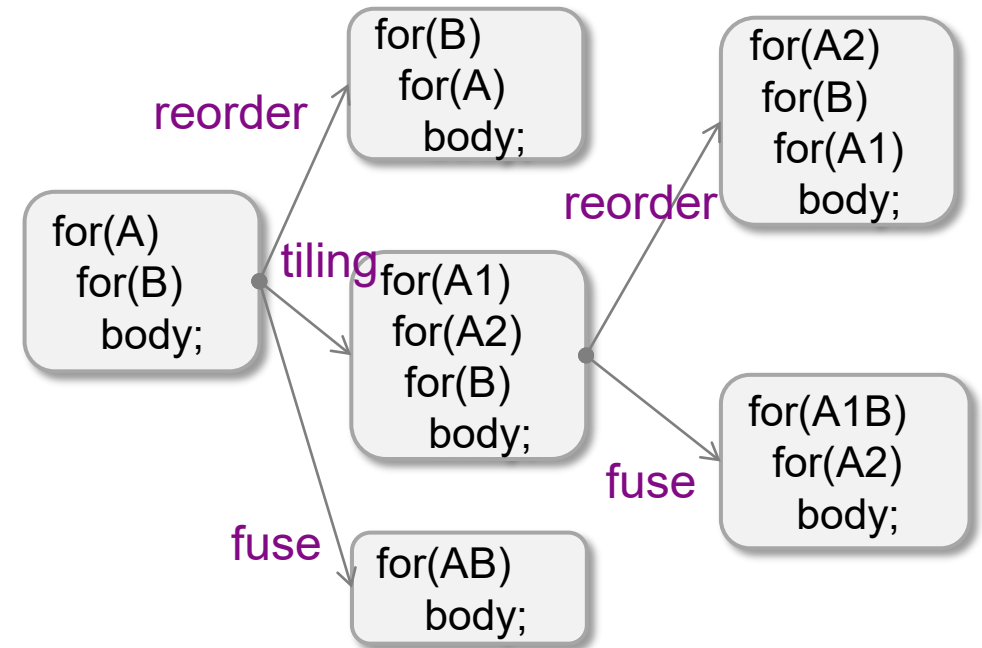 for(A)
for(B)
body;
reorder
tiling
fuse
for(B)
for(A)
body;
for(A1)
for(A2)
for(B)
body;
for(AB)
body;
reorder
fuse
for(A2)
for(B)
for(A1)
body;
for(A1B)
for(A2)
body;